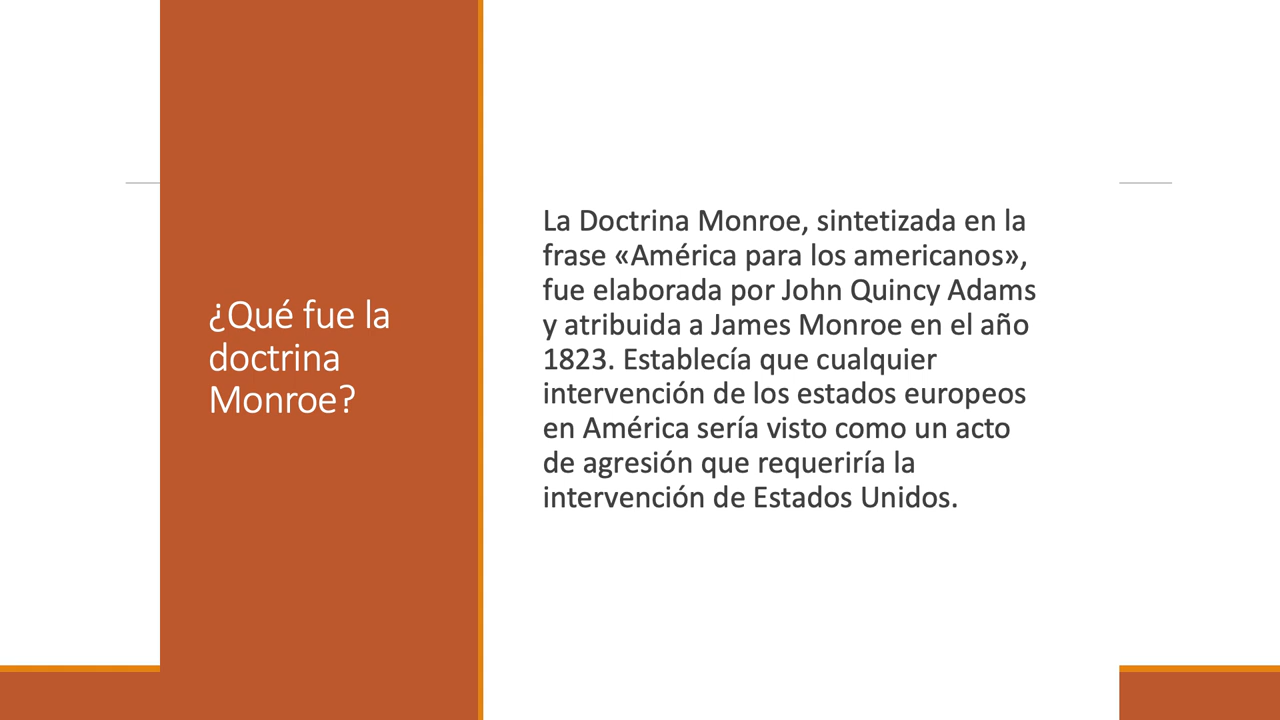 ¿Qué fue la
doctrina
Monroe?
La Doctrina Monroe, sintetizada en la
frase «América para los americanos»,
fue elaborada por John Quincy Adams
y atribuida a James Monroe en el año
1823. Establecía que cualquier
intervención de los estados europeos
en América sería visto como un acto
de agresión que requeriría la
intervención de Estados Unidos.